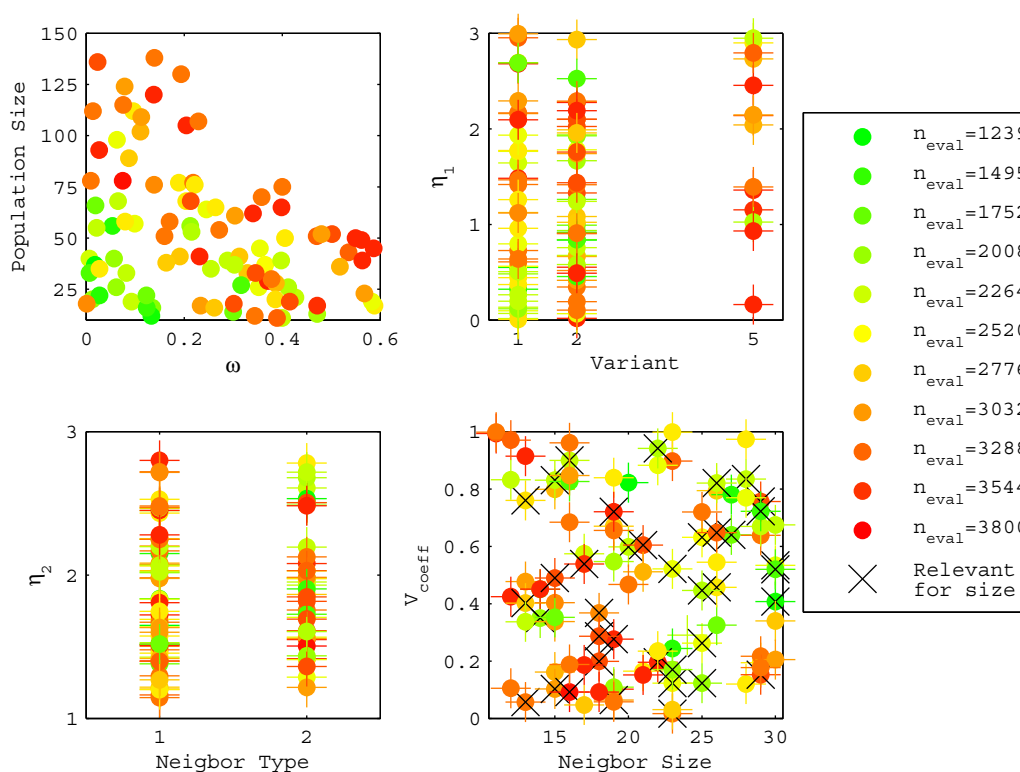 150
125
100
75
50
25
0
0.2
0.4
0.6
Population Size
ω
3
2
1
0
1
2
5
η1
Variant
3
2
1
1
2
η2
Neigbor Type
1
0.8
0.6
0.4
0.2
0
15
20
25
30
Vcoeff
Neigbor Size
neval=1239
neval=1495
neval=1752
neval=2008
neval=2264
neval=2520
neval=2776
neval=3032
neval=3288
neval=3544
neval=3800
Relevant
for size